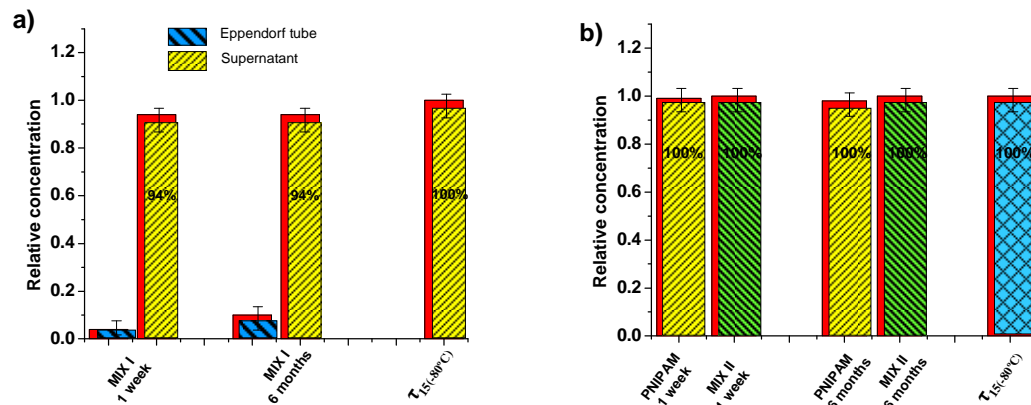 a)
Eppendorf tube
Supernatant
Relative concentration
1.2
1.0
0.8
0.6
0.4
0.2
0.0
94%
94%
100%
MIX I
1 week
MIX I
6 months
τ15(-80°C)
b)
Relative concentration
1.2
1.0
0.8
0.6
0.4
0.2
0.0
100%
100%
100%
100%
100%
PNIPAM
1 week
MIX II
1 week
PNIPAM
6 months
MIX II
6 months
τ15(-80°C)